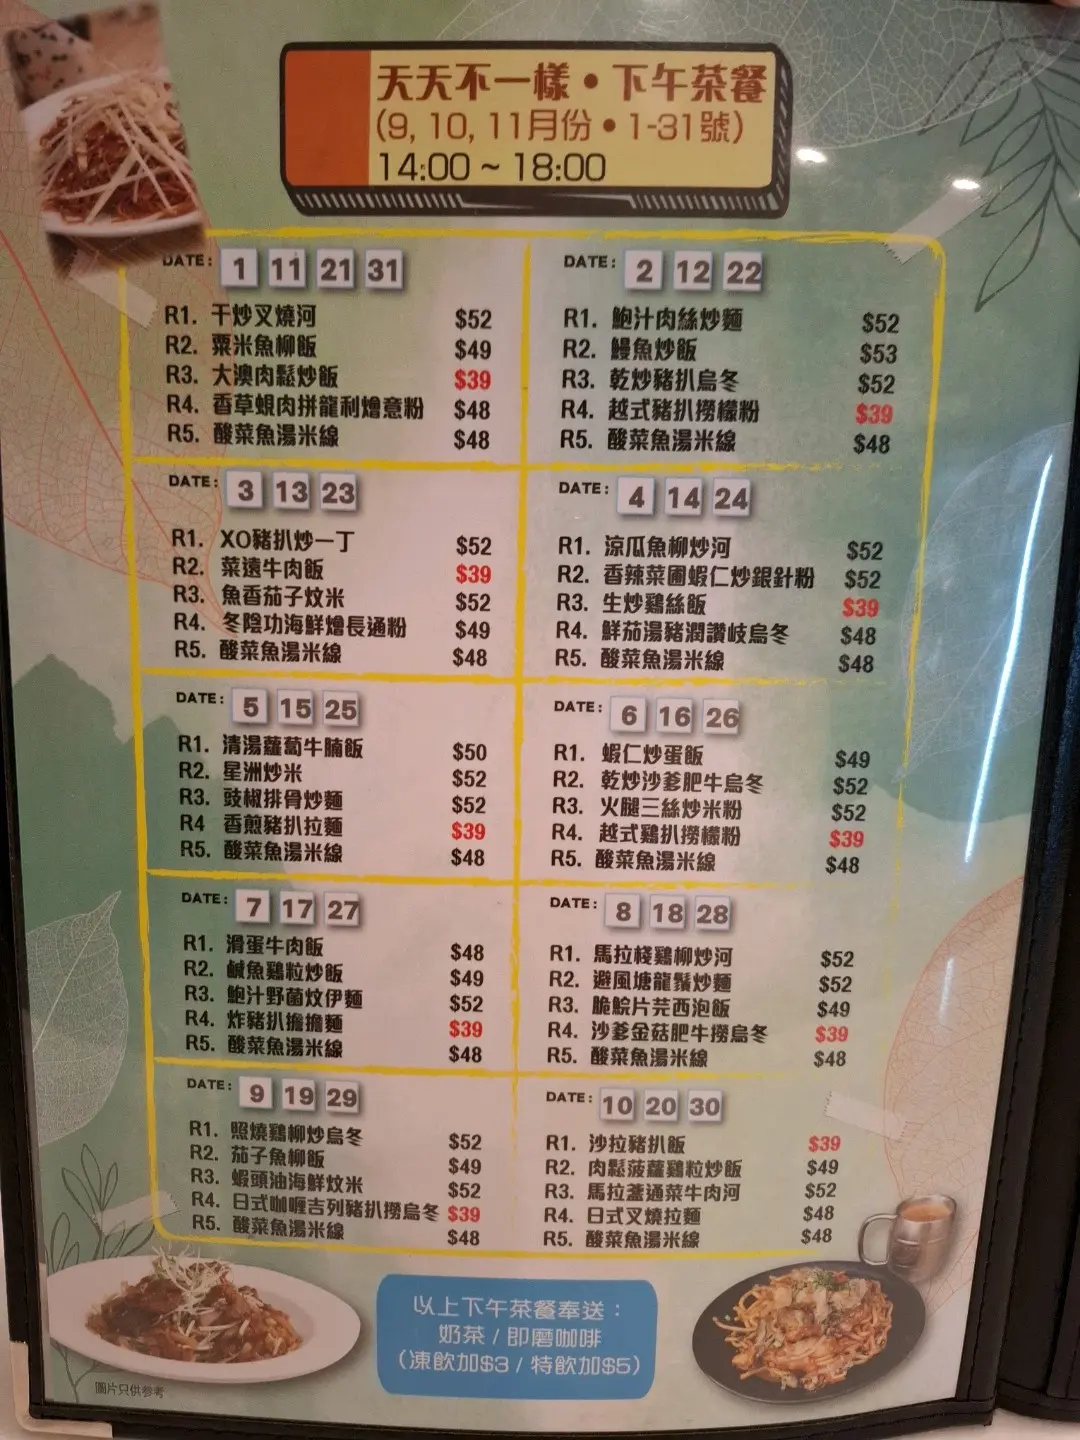 天天不一樣•下午茶餐
(9, 10, 11月份•1-31號)
14:00 ~ 18:00
DATE: 1 11 21 31
R1. 干炒叉燒河 $52
R2. 粟米魚柳飯 $49
R3. 大澳肉鬆炒飯 $39
R4. 香草蜆肉拼龍利燴意粉 $48
R5. 酸菜魚湯米線 $48
DATE: 2 12 22
R1. 鮑汁肉絲炒麵 $52
R2. 鰻魚炒飯 $53
R3. 乾炒豬扒烏冬 $52
R4. 越式豬扒撈檬粉 $39
R5. 酸菜魚湯米線 $48
DATE: 3 13 23
R1. XO豬扒炒一丁 $52
R2. 菜遠牛肉飯 $39
R3. 魚香茄子炆米 $52
R4. 冬陰功海鮮燴長通粉 $49
R5. 酸菜魚湯米線 $48
DATE: 4 14 24
R1. 涼瓜魚柳炒河 $52
R2. 香辣菜圃蝦仁炒銀針粉 $52
R3. 生炒鷄絲飯 $39
R4. 鮮茄湯豬潤讚岐烏冬 $48
R5. 酸菜魚湯米線 $48
DATE: 5 15 25
R1. 清湯蘿蔔牛腩飯 $50
R2. 星洲炒米 $52
R3. 豉椒排骨炒麵 $52
R4 香煎豬扒拉麵 $39
R5. 酸菜魚湯米線 $48
DATE: 6 16 26
R1. 蝦仁炒蛋飯 $49
R2. 乾炒沙爹肥牛烏冬 $52
R3. 火腿三絲炒米粉 $52
R4. 越式鷄扒撈檬粉 $39
R5. 酸菜魚湯米線 $48
DATE: 7 17 27
R1. 滑蛋牛肉飯 $48
R2. 鹹魚鷄粒炒飯 $49
R3. 鮑汁野菌炆伊麵 $52
R4. 炸豬扒擔擔麵 $39
R5. 酸菜魚湯米線 $48
DATE: 8 18 28
R1. 馬拉棧鷄柳炒河 $52
R2. 避風塘龍鬚炒麵 $52
R3. 脆鯇片芫西泡飯 $49
R4. 沙爹金菇肥牛撈烏冬 $39
R5. 酸菜魚湯米線 $48
DATE: 9 19 29
R1. 照燒鷄柳炒烏冬 $52
R2. 茄子魚柳飯 $49
R3. 蝦頭油海鮮炆米 $52
R4. 日式咖喱吉列豬扒撈烏冬 $39
R5. 酸菜魚湯米線 $48
DATE: 10 20 30
R1. 沙拉豬扒飯 $39
R2. 肉鬆菠蘿鷄粒炒飯 $49
R3. 馬拉盞通菜牛肉河 $52
R4. 日式叉燒拉麵 $48
R5. 酸菜魚湯米線 $48
以上下午茶餐奉送：
奶茶 / 即磨咖啡
(凍飲加$3 / 特飲加$5)
圖片只供參考